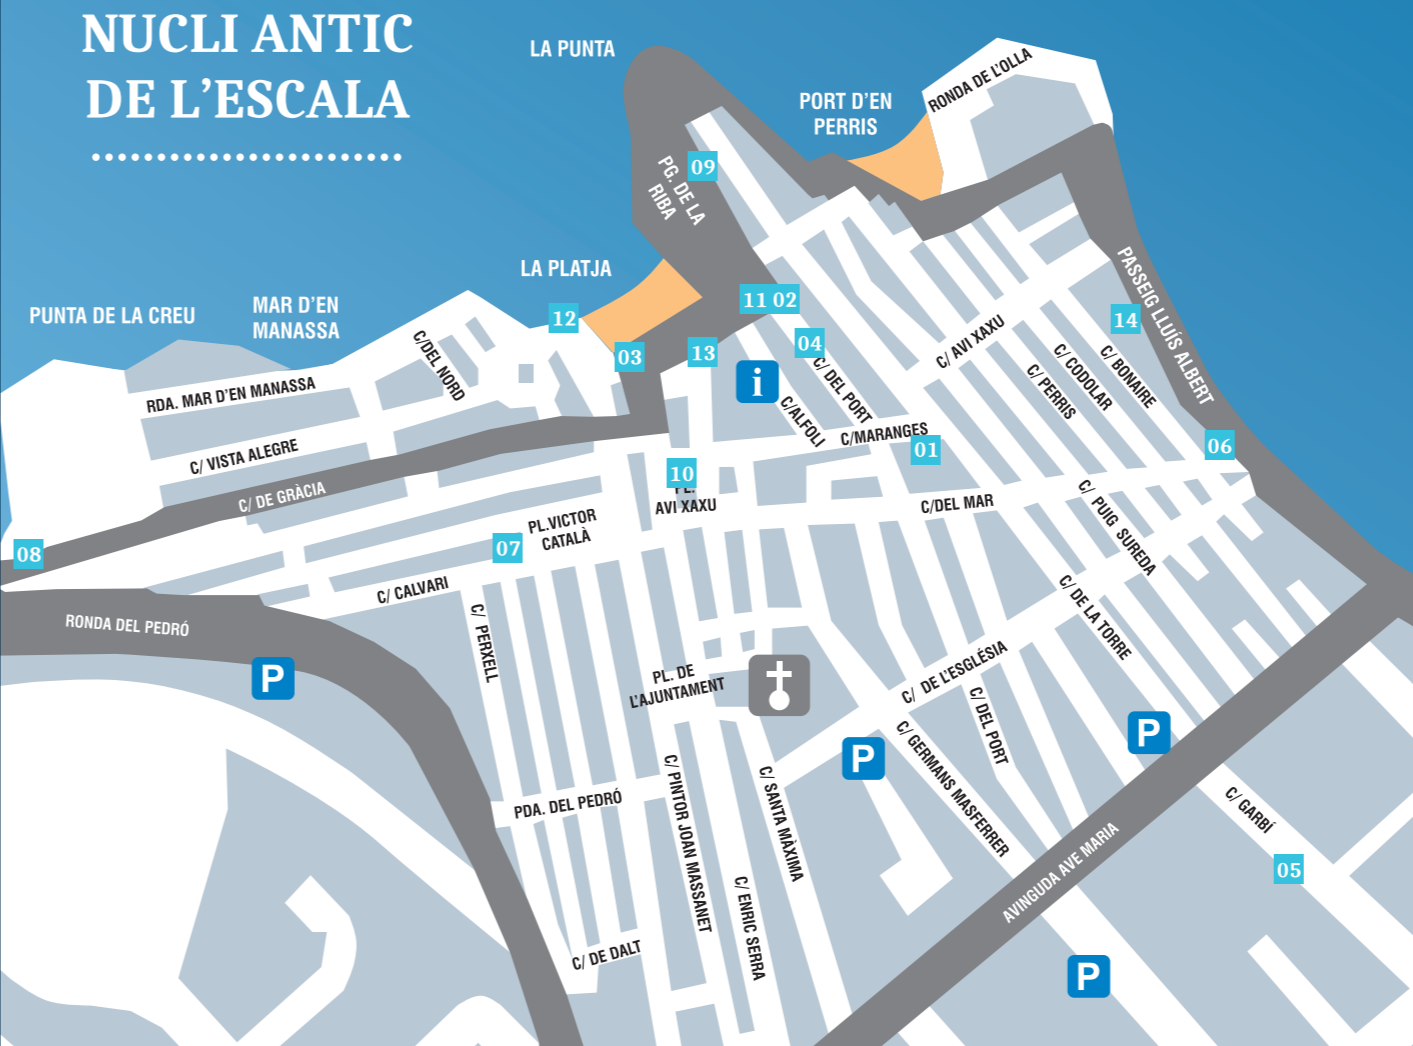 NUCLI ANTIC
DE L'ESCALA
LA PUNTA
PORT D'EN
PERRIS
RONDA DE L'OLLA
09
PG. DE LA
RIBA
LA PLATJA
PUNTA DE LA CREU
MAR D'EN
MANASSA
12
11 02
14
PASSEIG LLUÍS ALBERT
03
13
04
i
C/DEL NORD
RDA. MAR D'EN MANASSA
C/ VISTA ALEGRE
C/ DE GRÀCIA
C/ AVI XAXU
C/ BONAIRE
C/ CODOLAR
C/ PERRIS
C/ DEL PORT
C/ALFOLI
C/MARANGES
01
06
10
PL.
AVI XAXU
C/DEL MAR
C/ PUIG SUREDA
08
07
PL.VICTOR
CATALÀ
C/ CALVARI
RONDA DEL PEDRÓ
P
C/ PERXELL
C/ DE LA TORRE
PL. DE
L'AJUNTAMENT
C/ DE L'ESGLÉSIA
C/ DEL PORT
P
P
C/ GERMANS MASFERRER
PDA. DEL PEDRÓ
C/ PINTOR JOAN MASSANET
C/ SANTA MÀXIMA
C/ ENRIC SERRA
C/ DE DALT
AVINGUDA AVE MARIA
C/ GARBÍ
05
P